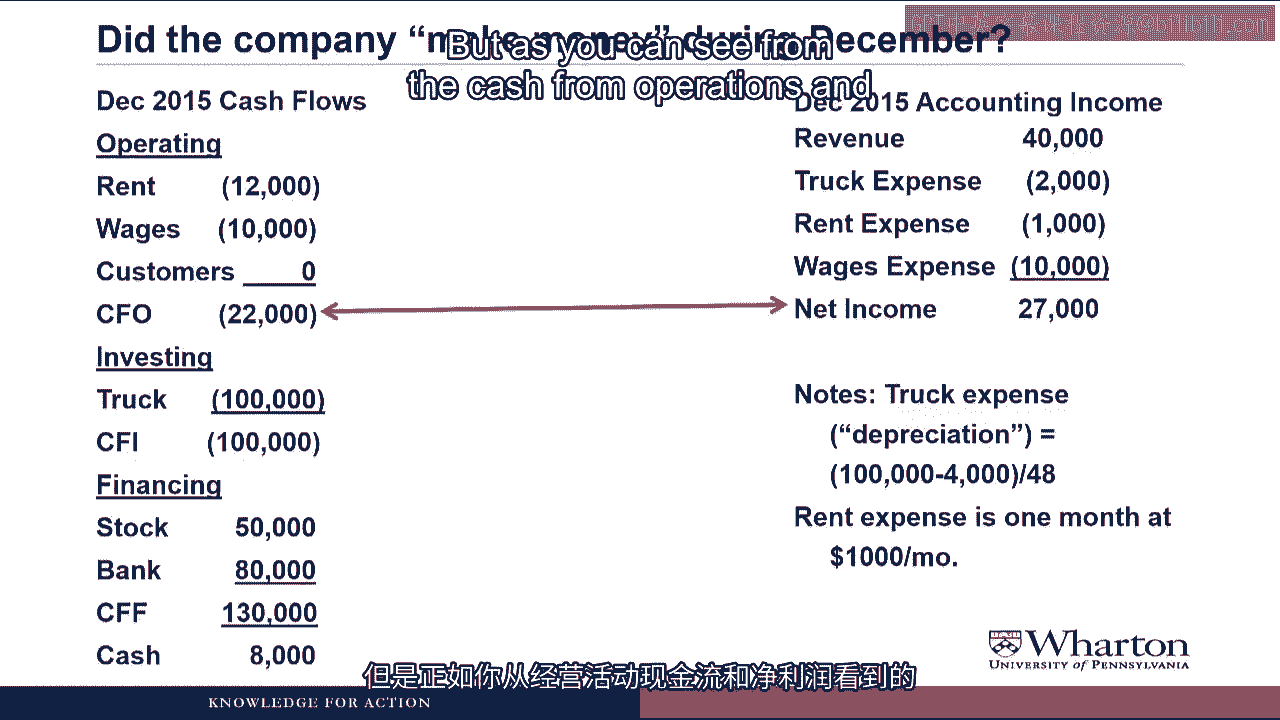 Did the company “make money” during December?
But as you can see from
the cash from operations and
Dec 2015 Cash Flows
Operating
Rent (12,000)
Wages (10,000)
Customers 0
CFO (22,000)
Investing
Truck (100,000)
CFI (100,000)
Financing
Stock 50,000
Bank 80,000
CFF 130,000
Cash 8,000
Dec 2015 Accounting Income
Revenue 40,000
Truck Expense (2,000)
Rent Expense (1,000)
Wages Expense (10,000)
Net Income 27,000
Notes: Truck expense
(“depreciation”) =
(100,000-4,000)/48
Rent expense is one month at
$1000/mo.
Wharton
UNIVERSITY of PENNSYLVANIA
但是正如你从经营活动现金流和净利润看到的
KNOWLEDGE FOR ACTION